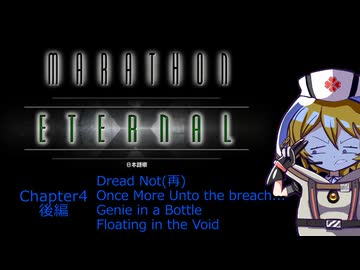 MARATHON
ETERNAL
日本語版
Chapter4
後編
Dread Not(再)
Once More Unto the breach...
Genie in a Bottle
Floating in the Void